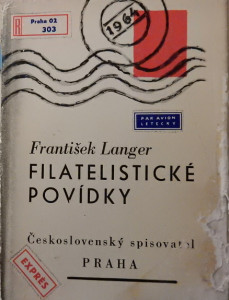 R
Praha 02
303
1964
PAR AVION
LETECKY
František Langer
FILATELISTICKÉ
POVÍDKY
Československý spisovatel
PRAHA
EXPRES